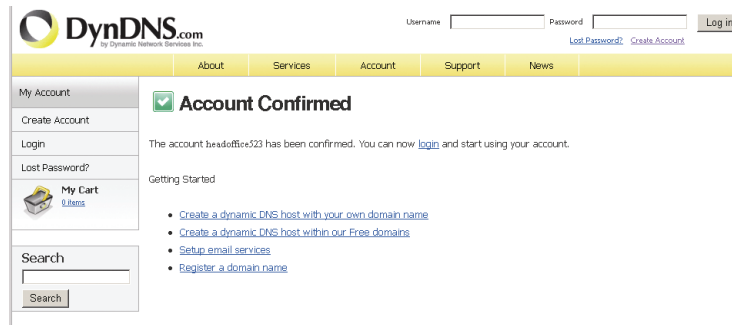 DynDNS.com
by Dynamic Network Services Inc.
Username
Password
Log in
Lost Password? Create Account
About Services Account Support News
My Account
Create Account
Login
Lost Password?
My Cart
0 items
Search
Search
Account Confirmed
The account headoffice523 has been confirmed. You can now login and start using your account.
Getting Started
Create a dynamic DNS host with your own domain name
Create a dynamic DNS host within our Free domains
Setup email services
Register a domain name